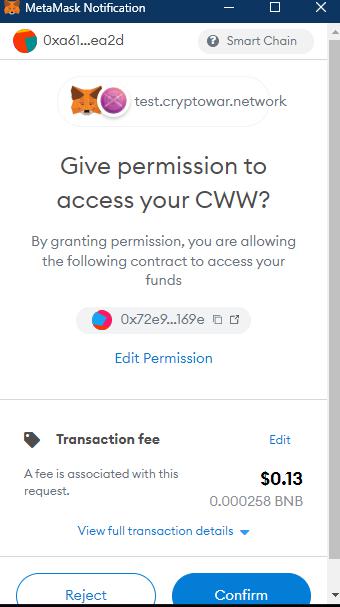 MetaMask Notification
0xa61...ea2d
? Smart Chain
test.cryptowar.network
Give permission to
access your CWW?
By granting permission, you are allowing
the following contract to access your
funds
0x72e9...169e
Edit Permission
Transaction fee
Edit
A fee is associated with this
request.
$0.13
0.000258 BNB
View full transaction details
Reject
Confirm